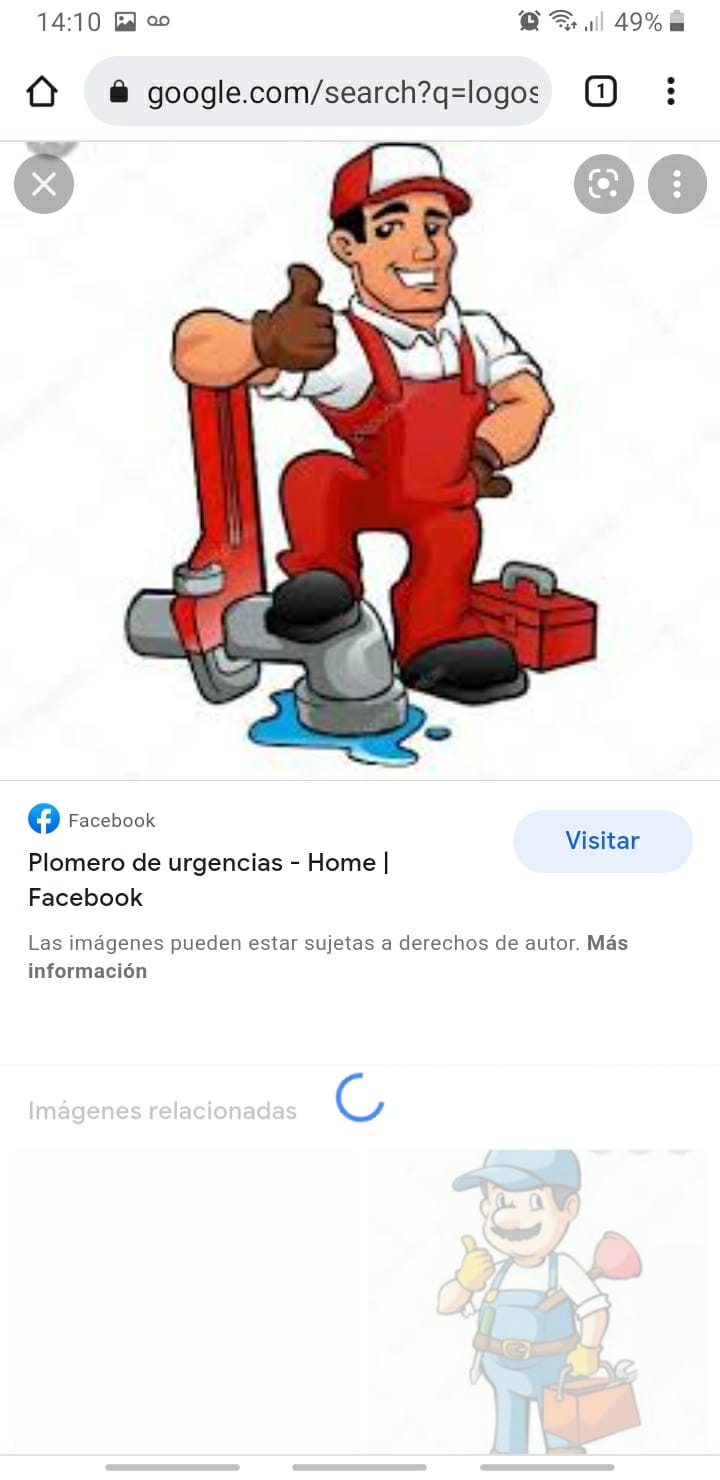 14:10
49%
google.com/search?q=logos
1
Facebook
Visitar
Plomero de urgencias - Home |
Facebook
Las imágenes pueden estar sujetas a derechos de autor. Más
información
Imágenes relacionadas